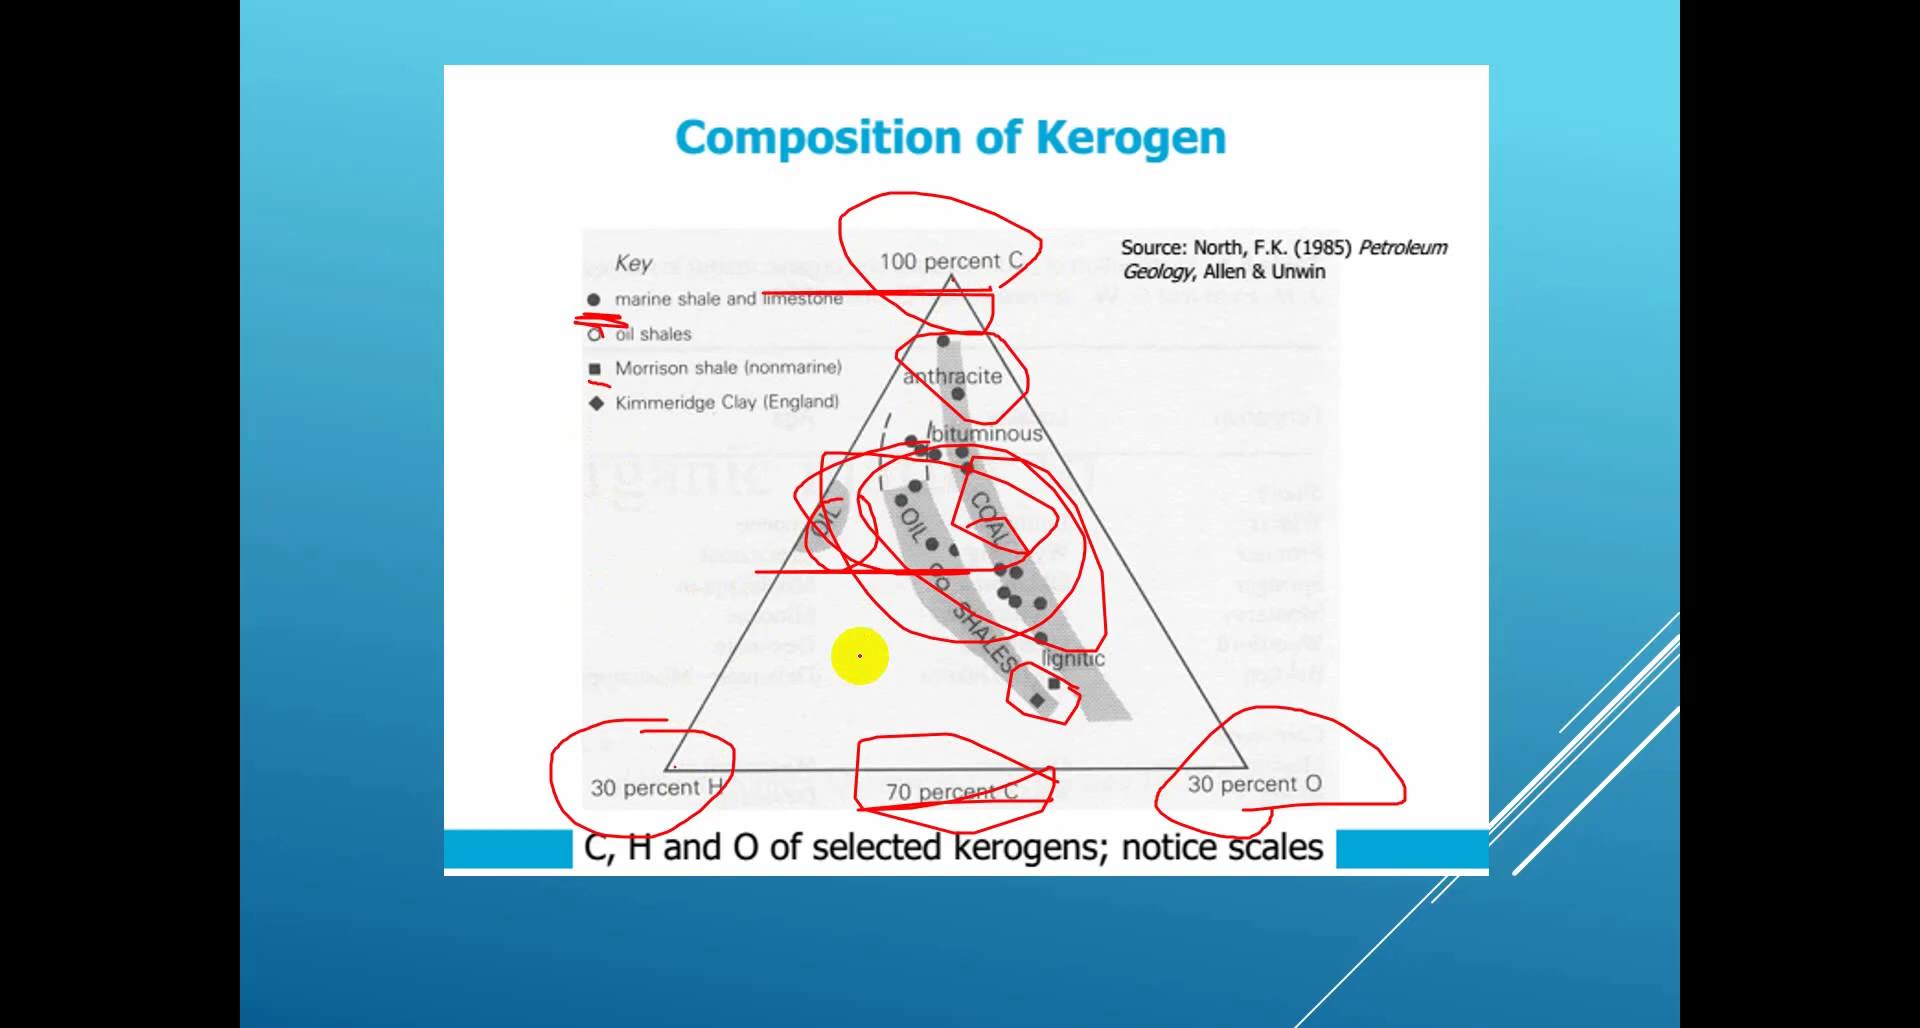 Composition of Kerogen
Source: North, F.K. (1985) Petroleum
Geology, Allen & Unwin
Key
marine shale and limestone
oil shales
Morrison shale (nonmarine)
Kimmeridge Clay (England)
100 percent C
anthracite
bituminous
OIL
OIL
SHALES
COAL
lignitic
30 percent H
70 percent C
30 percent O
C, H and O of selected kerogens; notice scales